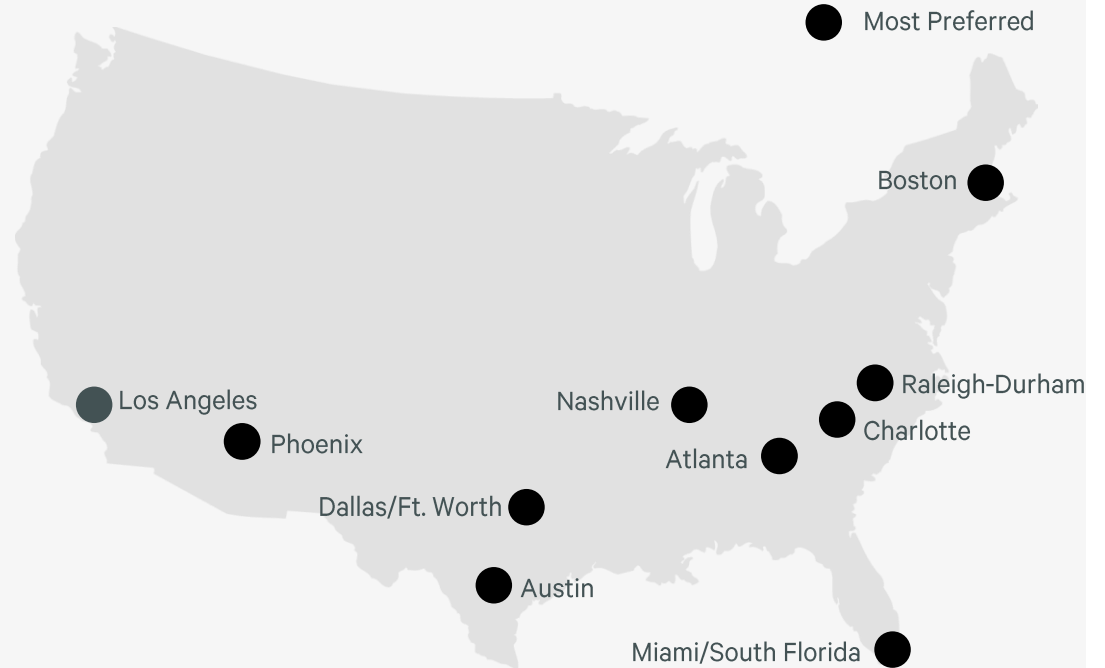 Most Preferred
Boston
Raleigh-Durham
Los Angeles
Nashville
Charlotte
Phoenix
Atlanta
Dallas/Ft. Worth
Austin
Miami/South Florida